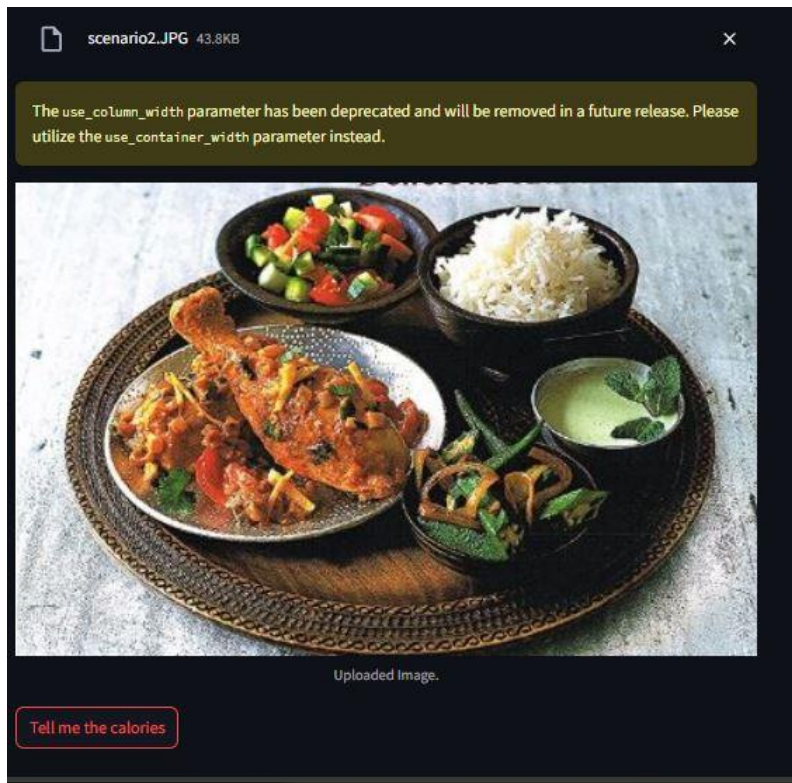 scenario2.JPG 43.8KB
The use_column_width parameter has been deprecated and will be removed in a future release. Please
utilize the use_container_width parameter instead.
Uploaded Image.
Tell me the calories